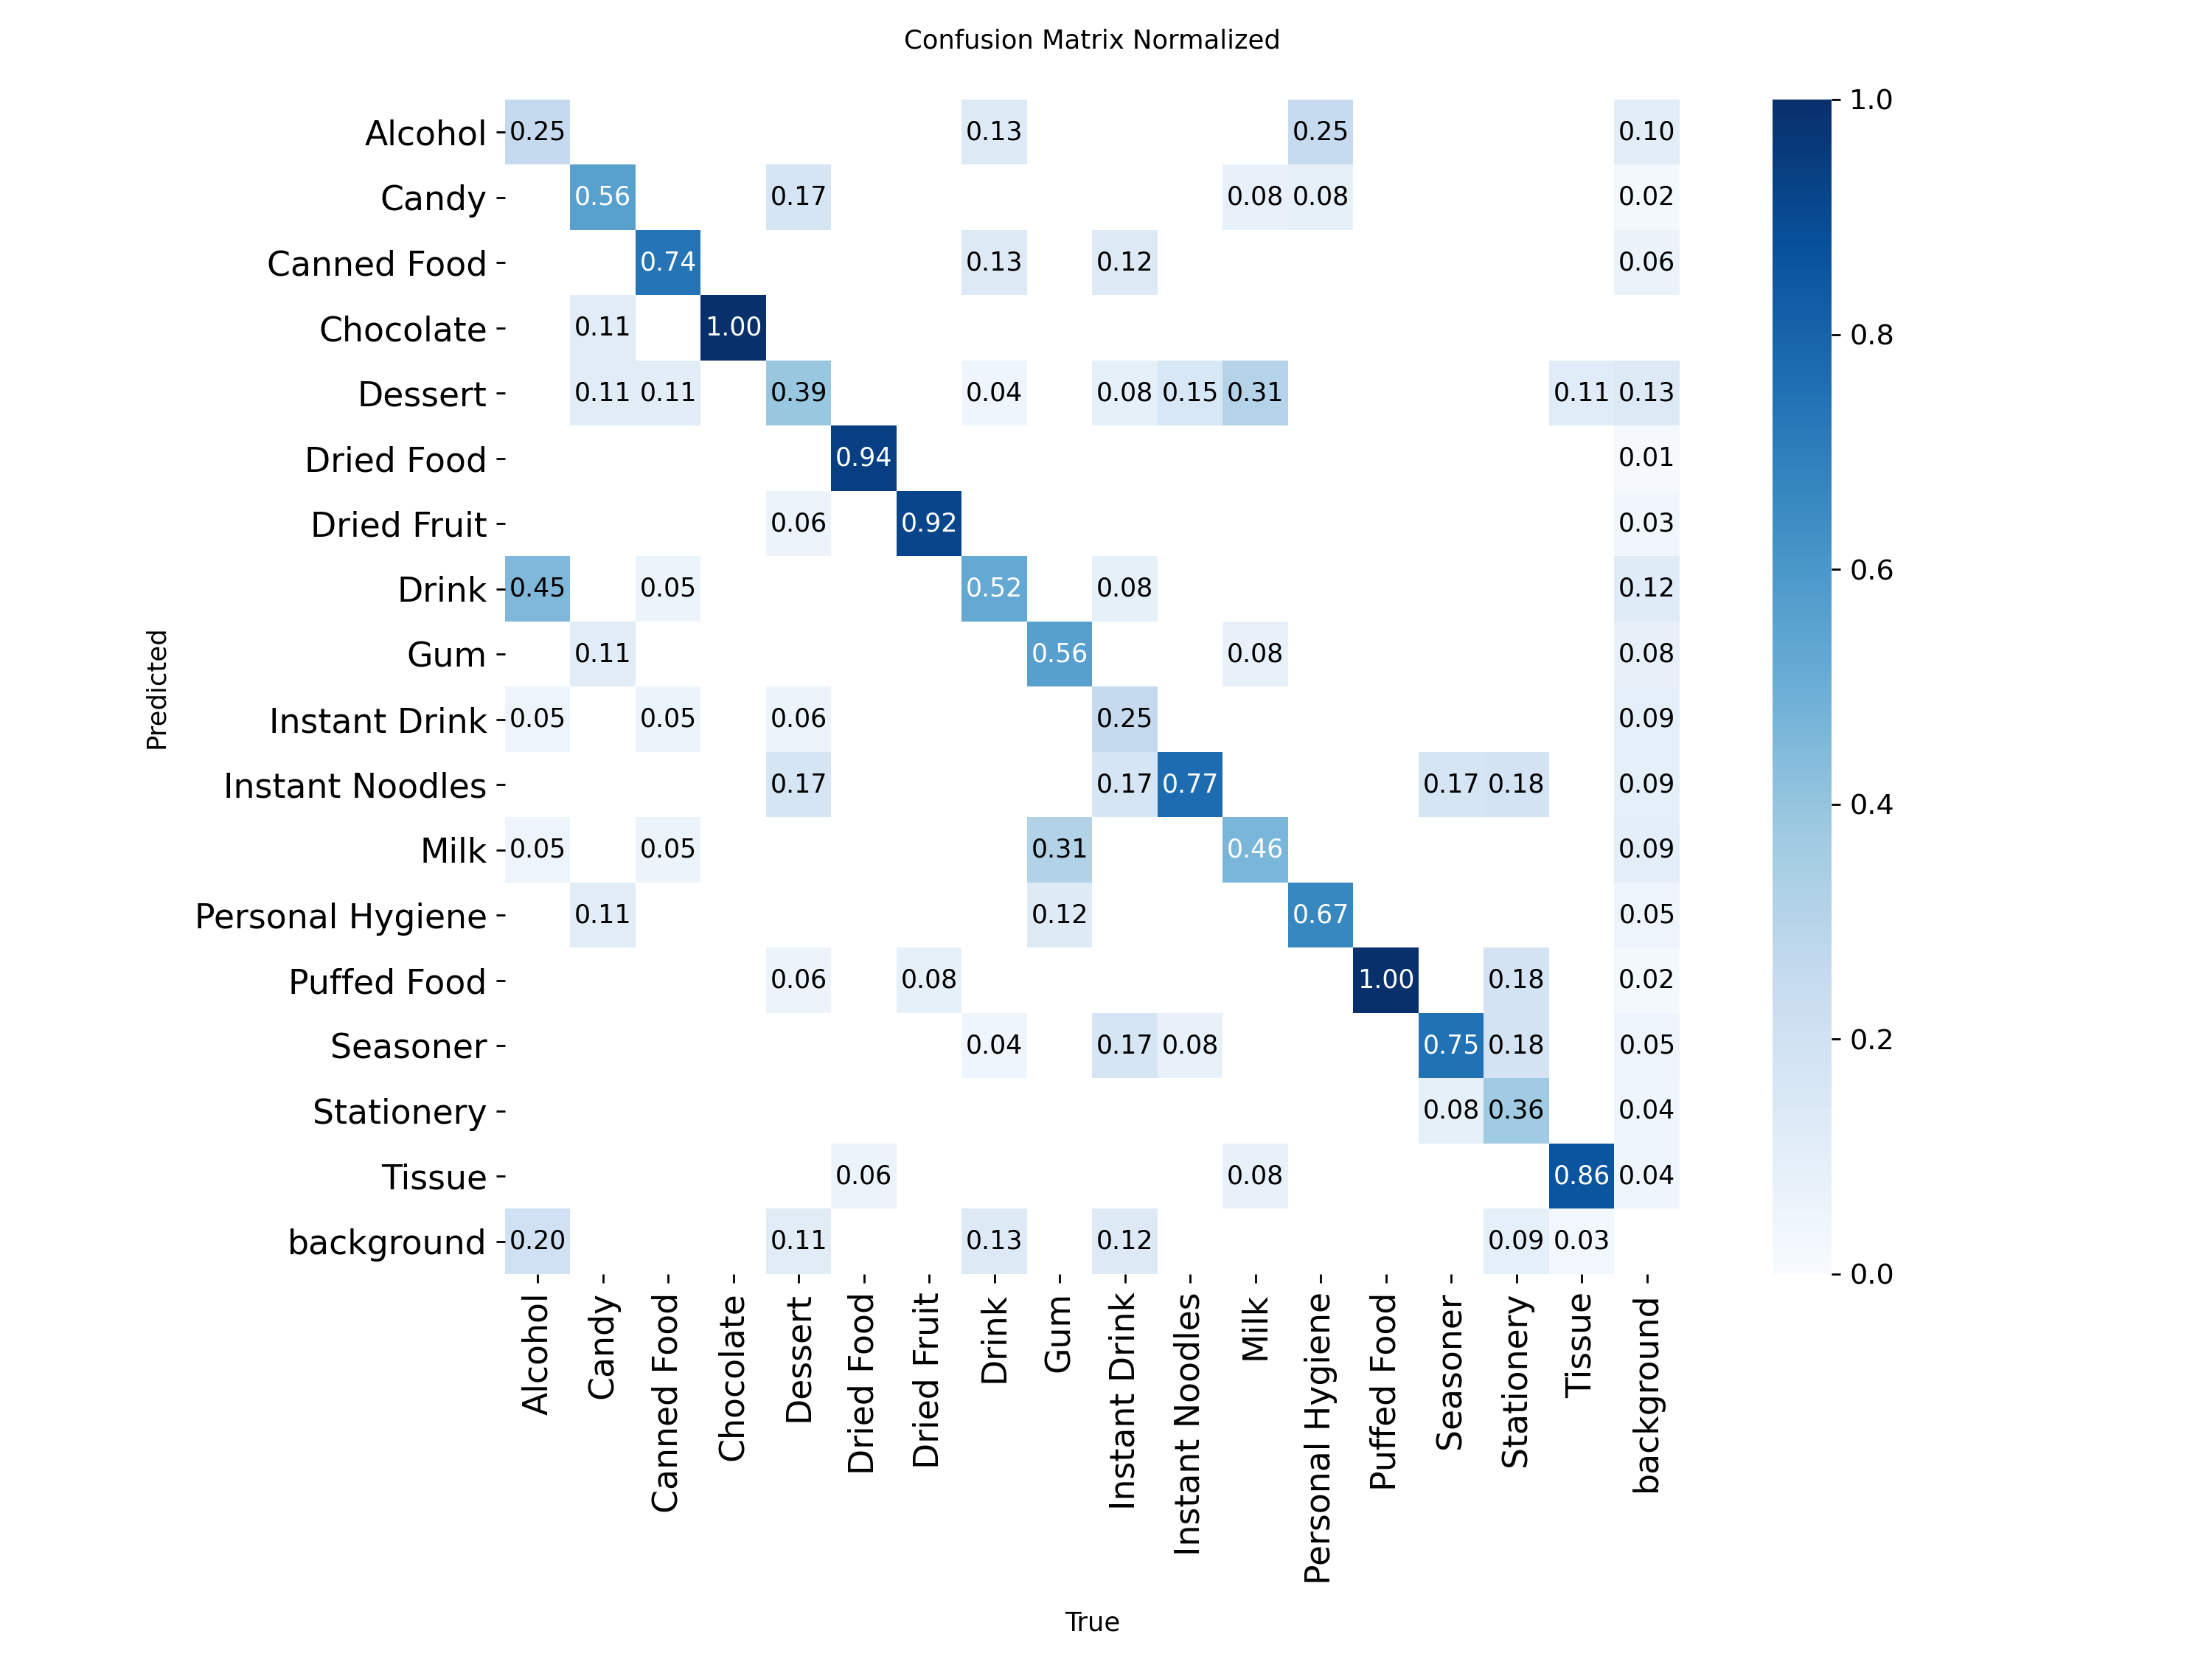 Confusion Matrix Normalized
Alcohol 0.25 0.13 0.25 0.10
Candy 0.56 0.17 0.08 0.08 0.02
Canned Food 0.74 0.13 0.12 0.06
Chocolate 0.11 1.00
Dessert 0.11 0.11 0.39 0.04 0.08 0.15 0.31 0.11 0.13
Dried Food 0.94 0.01
Dried Fruit 0.06 0.92 0.03
Drink 0.45 0.05 0.52 0.08 0.12
Gum 0.11 0.56 0.08 0.08
Instant Drink 0.05 0.05 0.06 0.25 0.09
Instant Noodles 0.17 0.17 0.77 0.17 0.18 0.09
Milk 0.05 0.05 0.31 0.46 0.09
Personal Hygiene 0.11 0.12 0.67 0.05
Puffed Food 0.06 0.08 1.00 0.18 0.02
Seasoner 0.04 0.17 0.08 0.75 0.18 0.05
Stationery 0.08 0.36 0.04
Tissue 0.06 0.08 0.86 0.04
background 0.20 0.11 0.13 0.12 0.09 0.03
Predicted
Alcohol
Candy
Canned Food
Chocolate
Dessert
Dried Food
Dried Fruit
Drink
Gum
Instant Drink
Instant Noodles
Milk
Personal Hygiene
Puffed Food
Seasoner
Stationery
Tissue
background
True
1.0
0.8
0.6
0.4
0.2
0.0